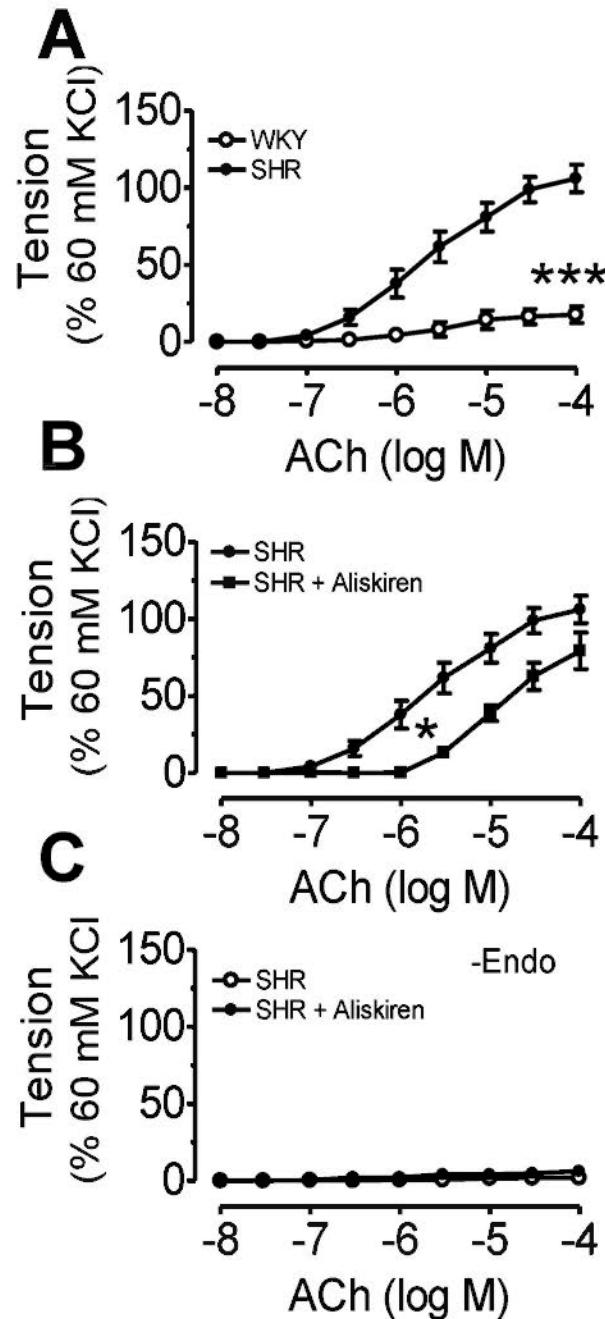 A
Tension
(% 60 mM KCl)
150
100
50
0
WKY
SHR
***
-8 -7 -6 -5 -4
ACh (log M)
B
Tension
(% 60 mM KCl)
150
100
50
0
SHR
SHR + Aliskiren
*
-8 -7 -6 -5 -4
ACh (log M)
C
Tension
(% 60 mM KCl
150
100
50
0
-Endo
SHR
SHR + Aliskiren
-8 -7 -6 -5 -4
ACh (log M)